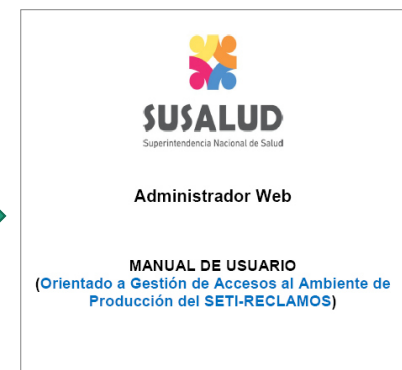 SUSALUD
Superintendencia Nacional de Salud
Administrador Web
MANUAL DE USUARIO
(Orientado a Gestión de Accesos al Ambiente de
Producción del SETI-RECLAMOS)